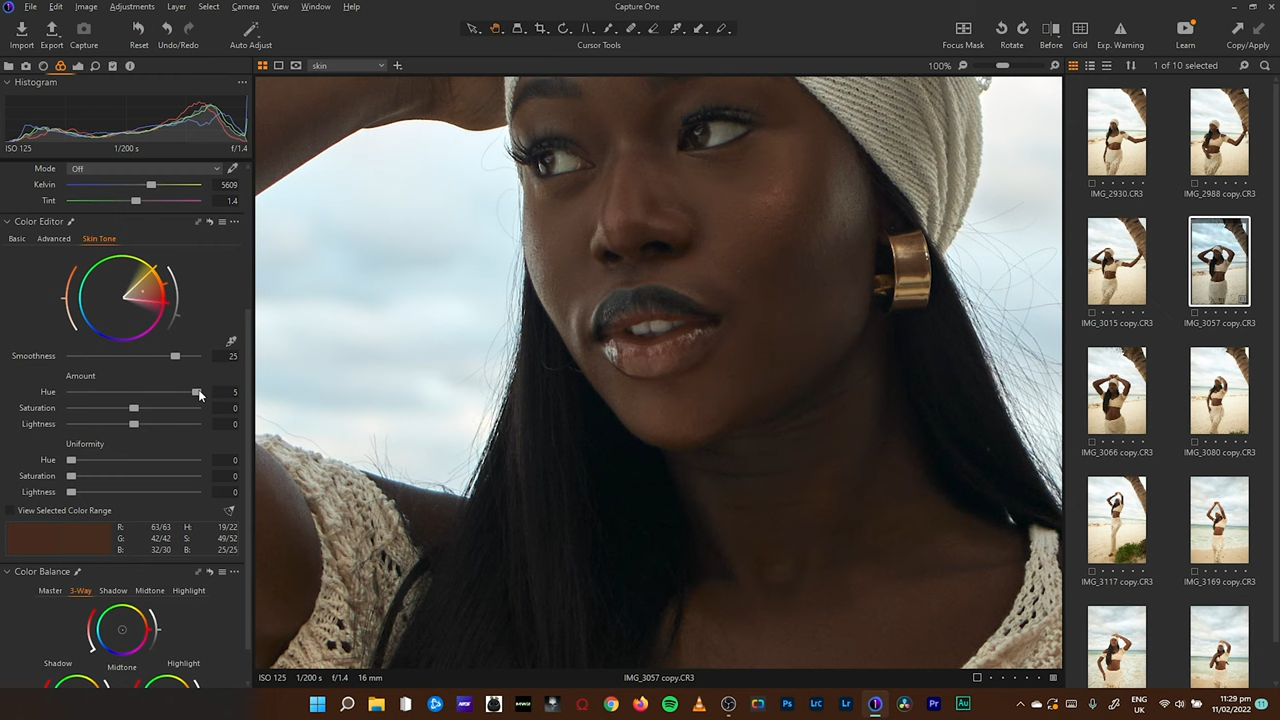 File Edit Image Adjustments Layer Select Camera View Window Help
Capture One
Import Export Capture
Reset Undo/Redo
Auto Adjust
Cursor Tools
Focus Mask
Rotate Before Grid Exp. Warning
Learn
Copy/Apply
skin
100%
1 of 10 selected
Histogram
ISO 125 1/200 s f/1.4
Mode Off
Kelvin 5609
Tint 1.4
Color Editor
Basic Advanced Skin Tone
Smoothness 25
Amount
Hue 5
Saturation 0
Lightness 0
Uniformity
Hue 0
Saturation 0
Lightness 0
View Selected Color Range
R: 63/63 H: 19/22
G: 42/42 S: 49/52
B: 32/30 B: 25/25
Color Balance
Master 3-Way Shadow Midtone Highlight
Shadow Midtone Highlight
ISO 125 1/200 s f/1.4 16 mm
IMG_3057 copy.CR3
IMG_2930.CR3
IMG_2988 copy.CR3
IMG_3015 copy.CR3
IMG_3057 copy.CR3
IMG_3066 copy.CR3
IMG_3080 copy.CR3
IMG_3117 copy.CR3
IMG_3169 copy.CR3
NFS
MWII
Ps
LrC
Lr
Pr
Au
ENG
UK
11:29 pm
11/02/2022